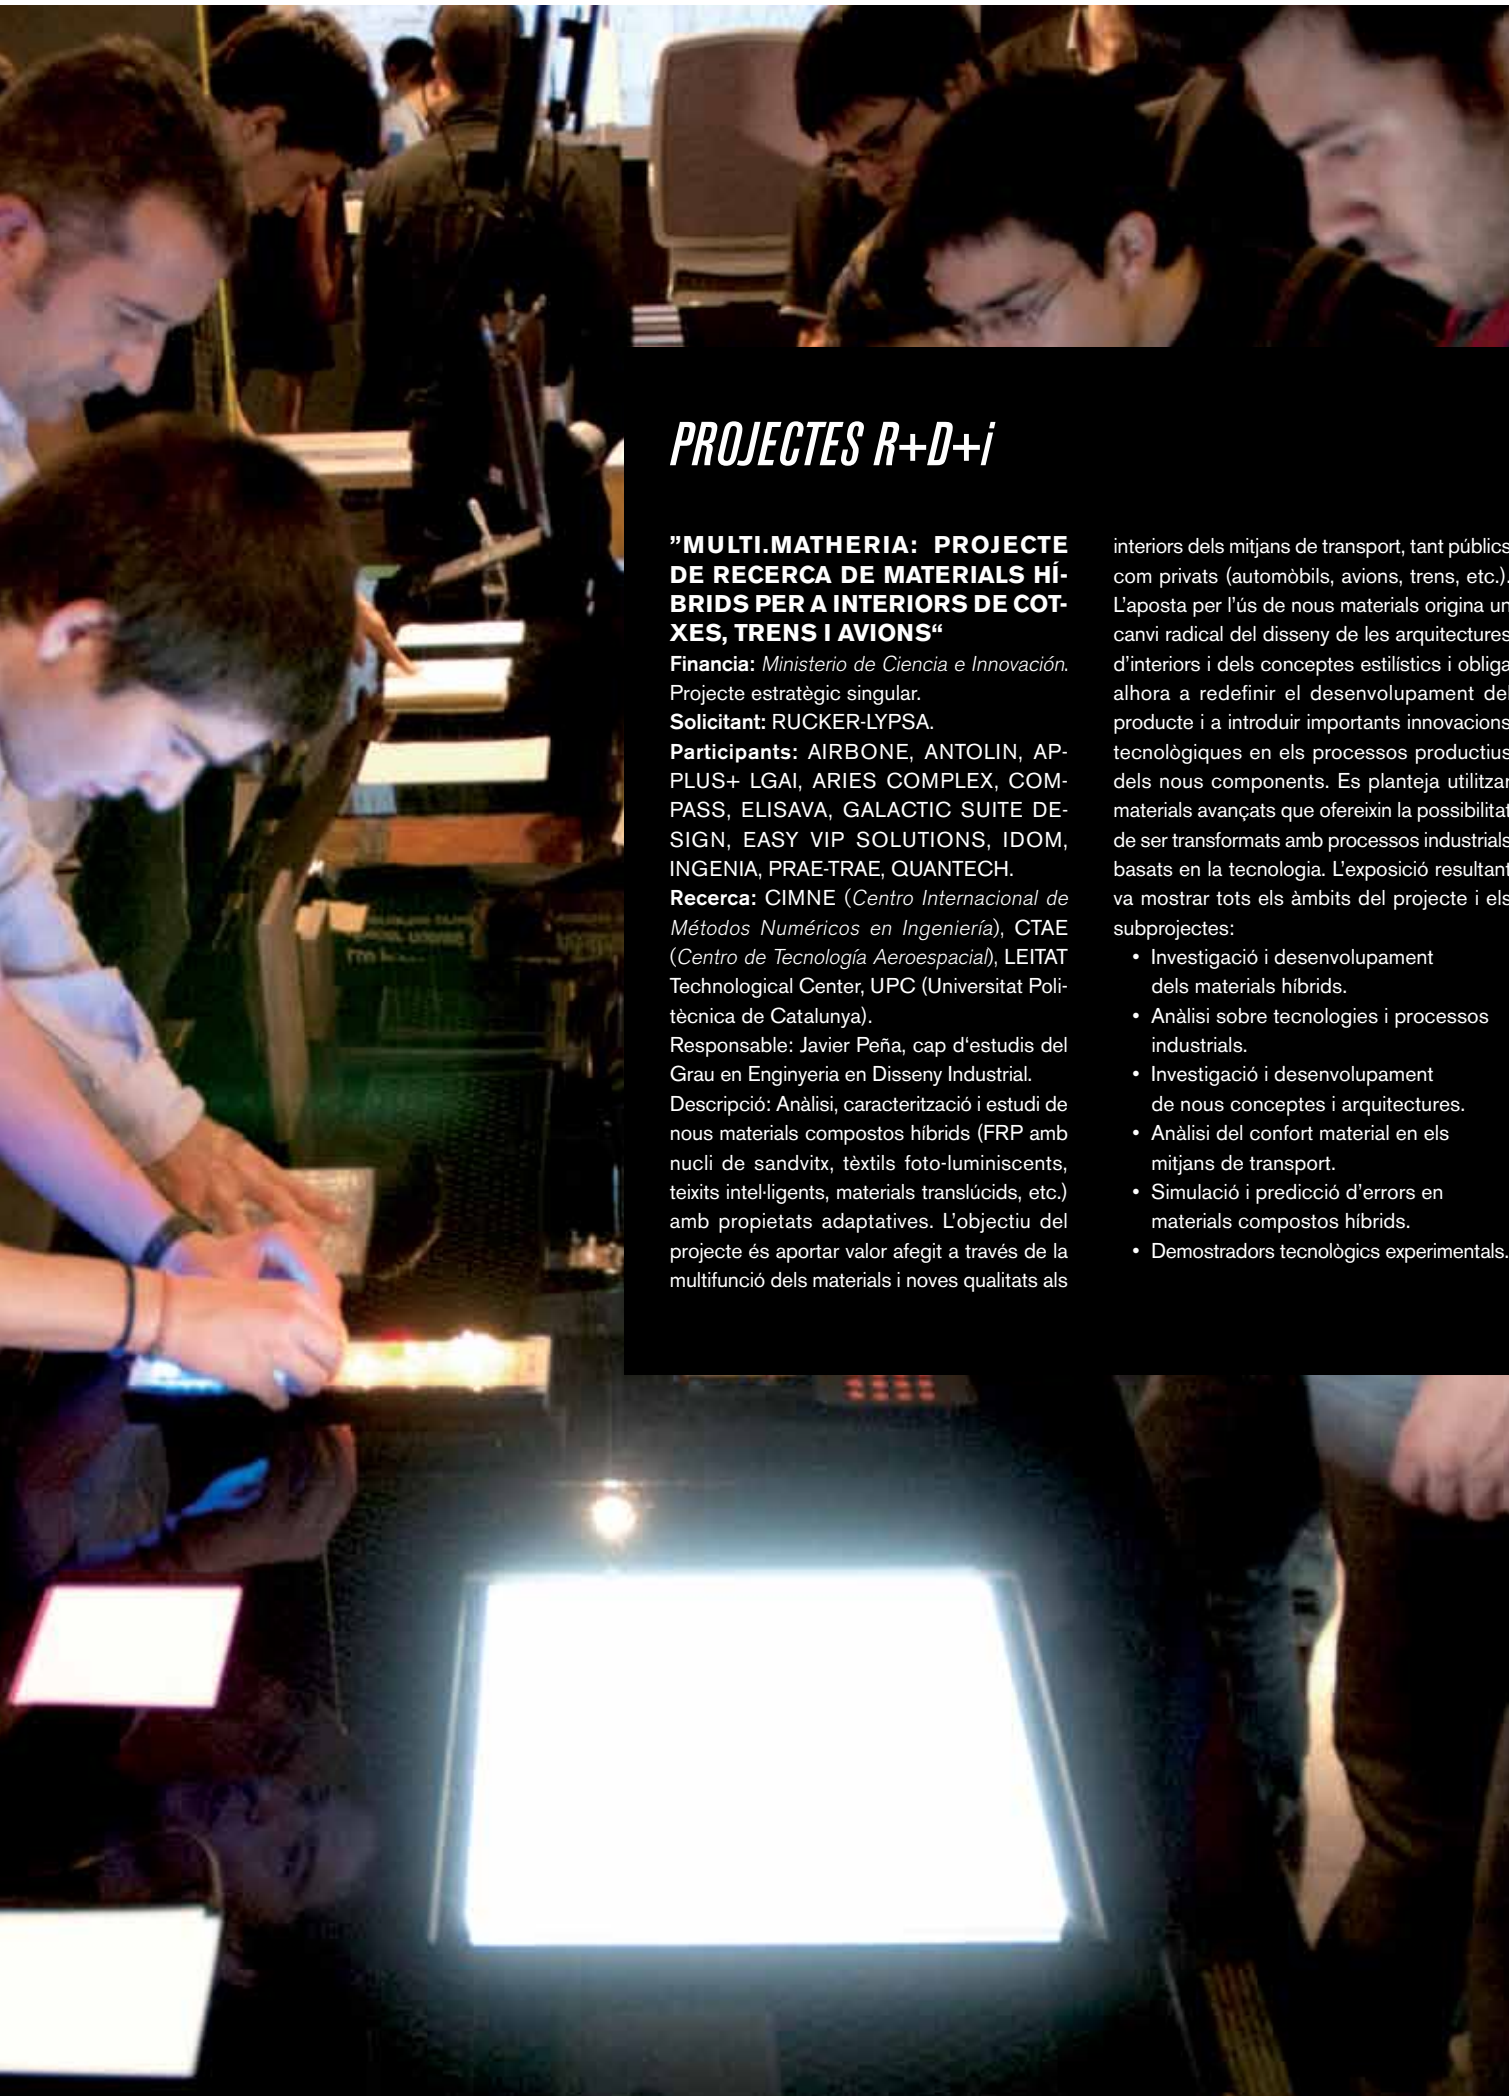 PROJECTES R+D+i
”MULTI.MATHERIA: PROJECTE
DE RECERCA DE MATERIALS HÍ-
BRIDS PER A INTERIORS DE COT-
XES, TRENS I AVIONS“
Financia: Ministerio de Ciencia e Innovación.
Projecte estratègic singular.
Solicitant: RUCKER-LYPSA.
Participants: AIRBONE, ANTOLIN, AP-
PLUS+ LGAI, ARIES COMPLEX, COM-
PASS, ELISAVA, GALACTIC SUITE DE-
SIGN, EASY VIP SOLUTIONS, IDOM,
INGENIA, PRAE-TRAE, QUANTECH.
Recerca: CIMNE (Centro Internacional de
Métodos Numéricos en Ingeniería), CTAE
(Centro de Tecnología Aeroespacial), LEITAT
Technological Center, UPC (Universitat Poli-
tècnica de Catalunya).
Responsable: Javier Peña, cap d‘estudis del
Grau en Enginyeria en Disseny Industrial.
Descripció: Anàlisi, caracterització i estudi de
nous materials compostos híbrids (FRP amb
nucli de sandvitx, tèxtils foto-luminiscents,
teixits intel·ligents, materials translúcids, etc.)
amb propietats adaptatives. L’objectiu del
projecte és aportar valor afegit a través de la
multifunció dels materials i noves qualitats als
interiors dels mitjans de transport, tant públics
com privats (automòbils, avions, trens, etc.).
L’aposta per l’ús de nous materials origina un
canvi radical del disseny de les arquitectures
d’interiors i dels conceptes estilístics i obliga
alhora a redefinir el desenvolupament del
producte i a introduir importants innovacions
tecnològiques en els processos productius
dels nous components. Es planteja utilitzar
materials avançats que ofereixin la possibilitat
de ser transformats amb processos industrials
basats en la tecnologia. L’exposició resultant
va mostrar tots els àmbits del projecte i els
subprojectes:
• Investigació i desenvolupament
dels materials híbrids.
• Anàlisi sobre tecnologies i processos
industrials.
• Investigació i desenvolupament
de nous conceptes i arquitectures.
• Anàlisi del confort material en els
mitjans de transport.
• Simulació i predicció d’errors en
materials compostos híbrids.
• Demostradors tecnològics experimentals.